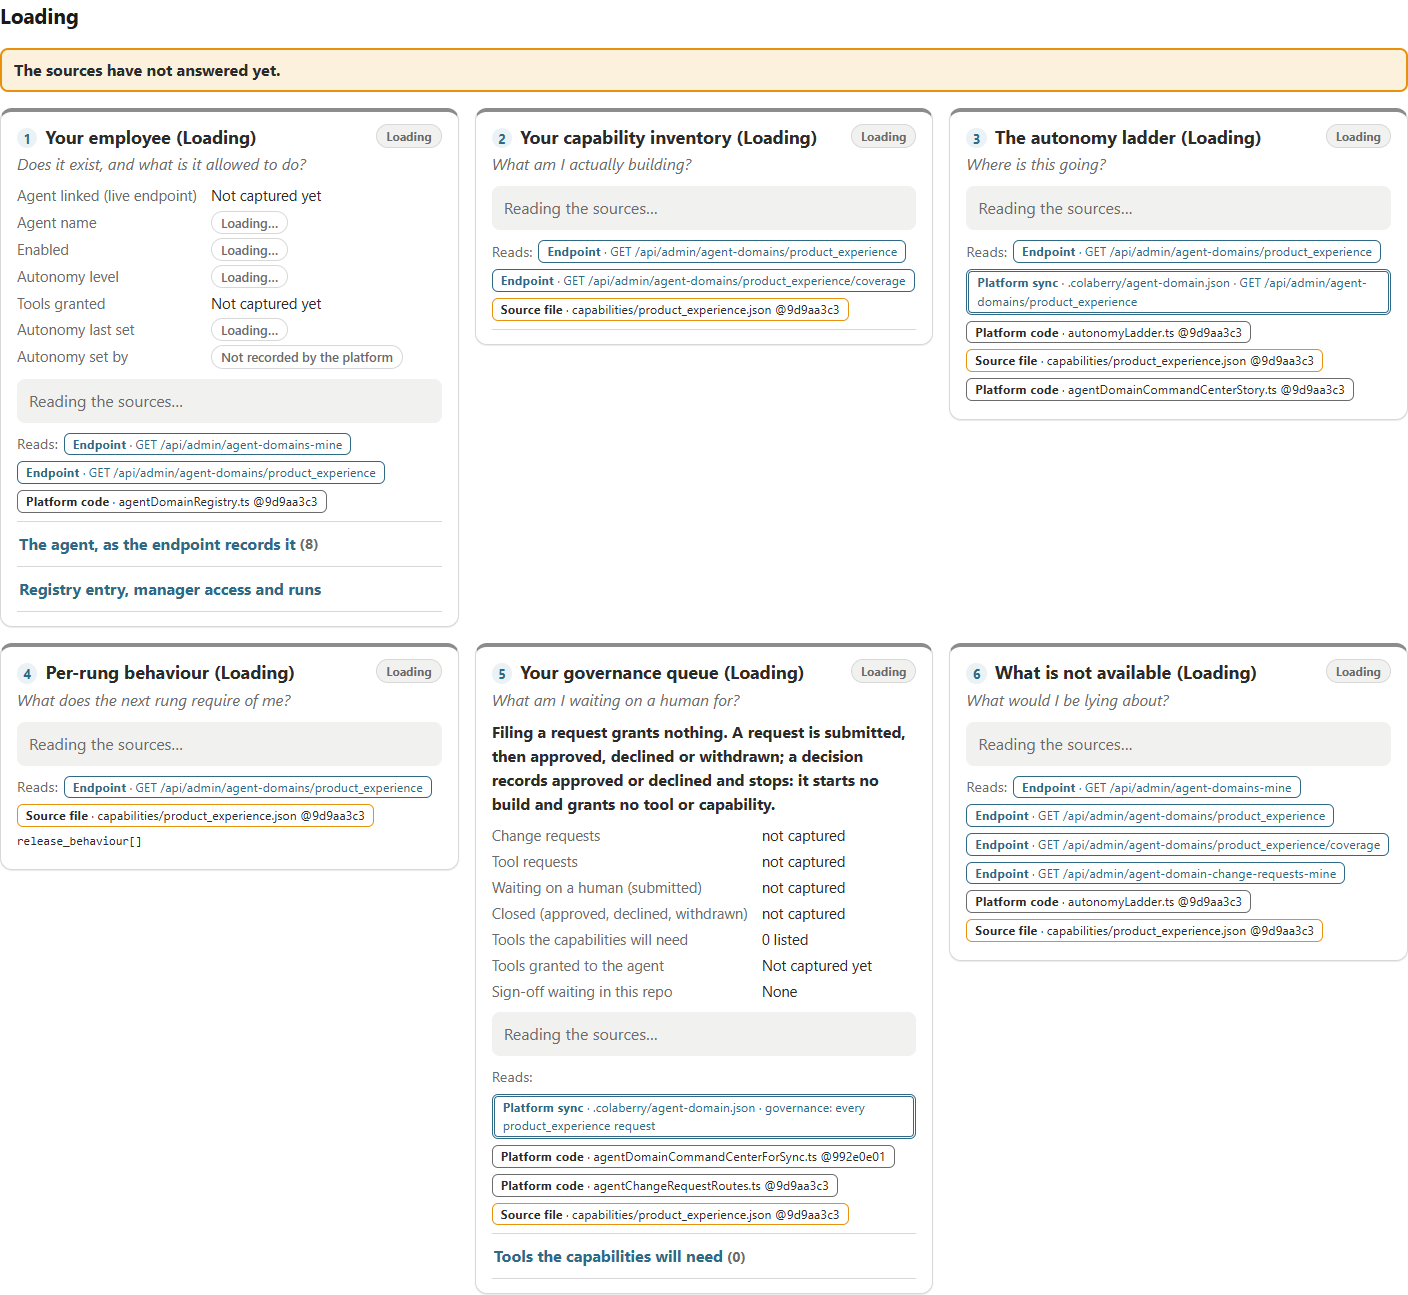 Loading
The sources have not answered yet.
1 Your employee (Loading) Loading
Does it exist, and what is it allowed to do?
Agent linked (live endpoint) Not captured yet
Agent name Loading...
Enabled Loading...
Autonomy level Loading...
Tools granted Not captured yet
Autonomy last set Loading...
Autonomy set by Not recorded by the platform
Reading the sources...
Reads: Endpoint · GET /api/admin/agent-domains-mine
Endpoint · GET /api/admin/agent-domains/product_experience
Platform code · agentDomainRegistry.ts @9d9aa3c3
The agent, as the endpoint records it (8)
Registry entry, manager access and runs
2 Your capability inventory (Loading) Loading
What am I actually building?
Reading the sources...
Reads: Endpoint · GET /api/admin/agent-domains/product_experience
Endpoint · GET /api/admin/agent-domains/product_experience/coverage
Source file · capabilities/product_experience.json @9d9aa3c3
3 The autonomy ladder (Loading) Loading
Where is this going?
Reading the sources...
Reads: Endpoint · GET /api/admin/agent-domains/product_experience
Platform sync · .colaberry/agent-domain.json · GET /api/admin/agent-
domains/product_experience
Platform code · autonomyLadder.ts @9d9aa3c3
Source file · capabilities/product_experience.json @9d9aa3c3
Platform code · agentDomainCommandCenterStory.ts @9d9aa3c3
4 Per-rung behaviour (Loading) Loading
What does the next rung require of me?
Reading the sources...
Reads: Endpoint · GET /api/admin/agent-domains/product_experience
Source file · capabilities/product_experience.json @9d9aa3c3
release_behaviour[]
5 Your governance queue (Loading) Loading
What am I waiting on a human for?
Filing a request grants nothing. A request is submitted,
then approved, declined or withdrawn; a decision
records approved or declined and stops: it starts no
build and grants no tool or capability.
Change requests not captured
Tool requests not captured
Waiting on a human (submitted) not captured
Closed (approved, declined, withdrawn) not captured
Tools the capabilities will need 0 listed
Tools granted to the agent Not captured yet
Sign-off waiting in this repo None
Reading the sources...
Reads:
Platform sync · .colaberry/agent-domain.json · governance: every
product_experience request
Platform code · agentDomainCommandCenterForSync.ts @992e0e01
Platform code · agentChangeRequestRoutes.ts @9d9aa3c3
Source file · capabilities/product_experience.json @9d9aa3c3
Tools the capabilities will need (0)
6 What is not available (Loading) Loading
What would I be lying about?
Reading the sources...
Reads: Endpoint · GET /api/admin/agent-domains-mine
Endpoint · GET /api/admin/agent-domains/product_experience
Endpoint · GET /api/admin/agent-domains/product_experience/coverage
Endpoint · GET /api/admin/agent-domain-change-requests-mine
Platform code · autonomyLadder.ts @9d9aa3c3
Source file · capabilities/product_experience.json @9d9aa3c3